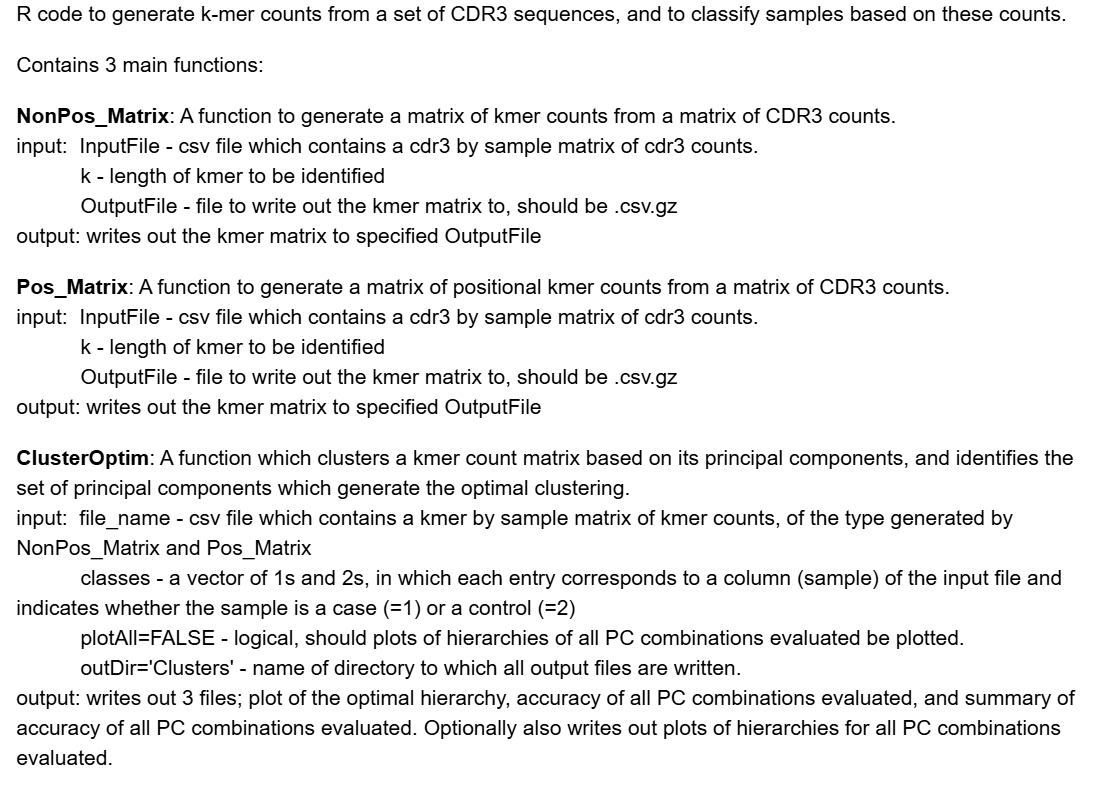 R code to generate k-mer counts from a set of CDR3 sequences, and to classify samples based on these counts.
Contains 3 main functions:
NonPos_Matrix: A function to generate a matrix of kmer counts from a matrix of CDR3 counts.
input: InputFile - csv file which contains a cdr3 by sample matrix of cdr3 counts.
k - length of kmer to be identified
OutputFile - file to write out the kmer matrix to, should be .csv.gz
output: writes out the kmer matrix to specified OutputFile
Pos_Matrix: A function to generate a matrix of positional kmer counts from a matrix of CDR3 counts.
input: InputFile - csv file which contains a cdr3 by sample matrix of cdr3 counts.
k - length of kmer to be identified
OutputFile - file to write out the kmer matrix to, should be .csv.gz
output: writes out the kmer matrix to specified OutputFile
ClusterOptim: A function which clusters a kmer count matrix based on its principal components, and identifies the
set of principal components which generate the optimal clustering.
input: file_name - csv file which contains a kmer by sample matrix of kmer counts, of the type generated by
NonPos_Matrix and Pos_Matrix
classes - a vector of 1s and 2s, in which each entry corresponds to a column (sample) of the input file and
indicates whether the sample is a case (=1) or a control (=2)
plotAll=FALSE - logical, should plots of hierarchies of all PC combinations evaluated be plotted.
outDir='Clusters' - name of directory to which all output files are written.
output: writes out 3 files; plot of the optimal hierarchy, accuracy of all PC combinations evaluated, and summary of
accuracy of all PC combinations evaluated. Optionally also writes out plots of hierarchies for all PC combinations
evaluated.